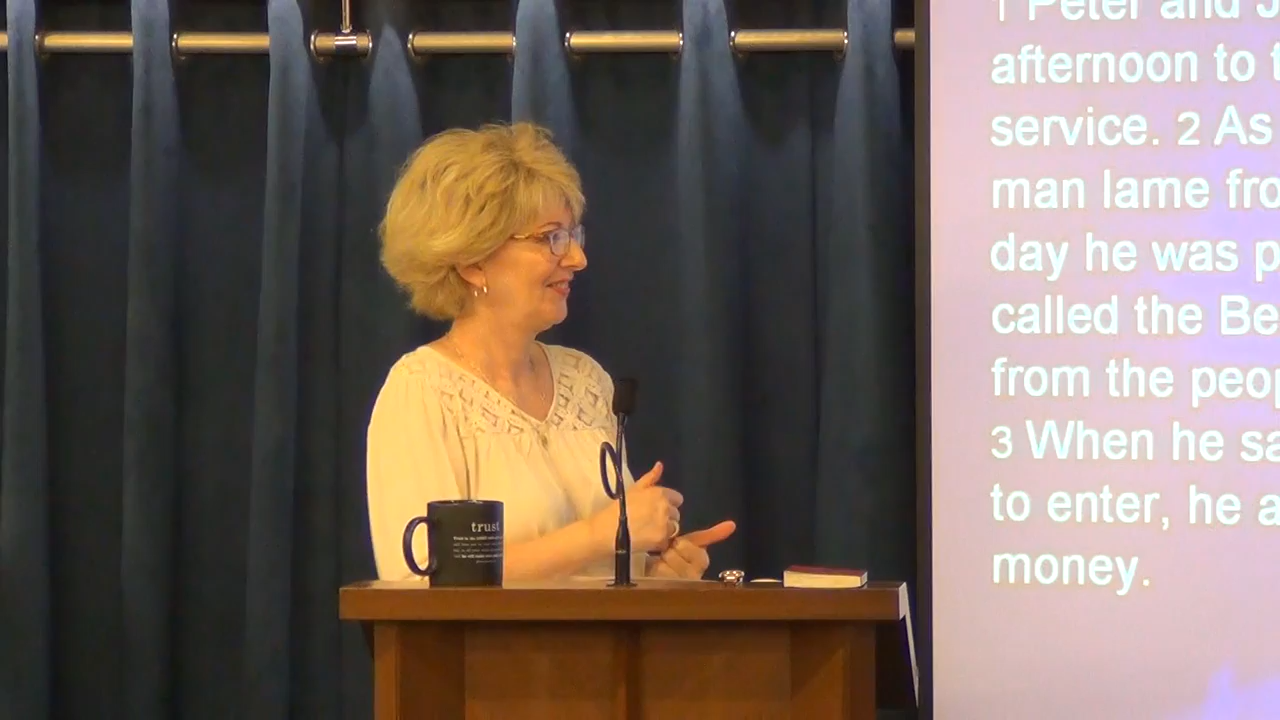 1 Peter and J
afternoon to t
service. 2 As
man lame fro
day he was p
called the Be
from the peop
3 When he sa
to enter, he a
money.
trust